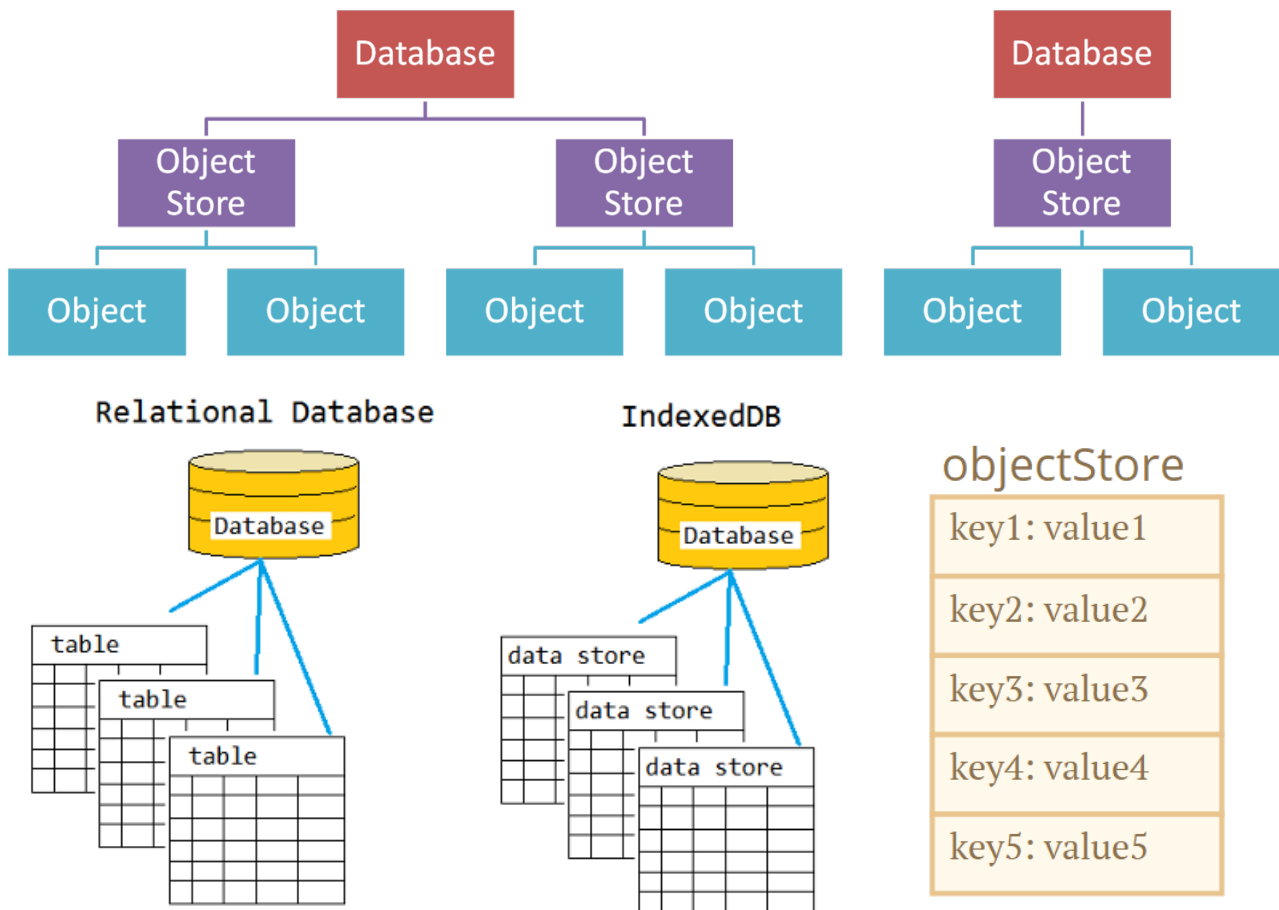 Database
Database
Object
Store
Object
Store
Object
Store
Object
Object
Object
Object
Object
Object
Relational Database
IndexedDB
Database
table
table
table
Database
data store
data store
data store
objectStore
key1: value1
key2: value2
key3: value3
key4: value4
key5: value5